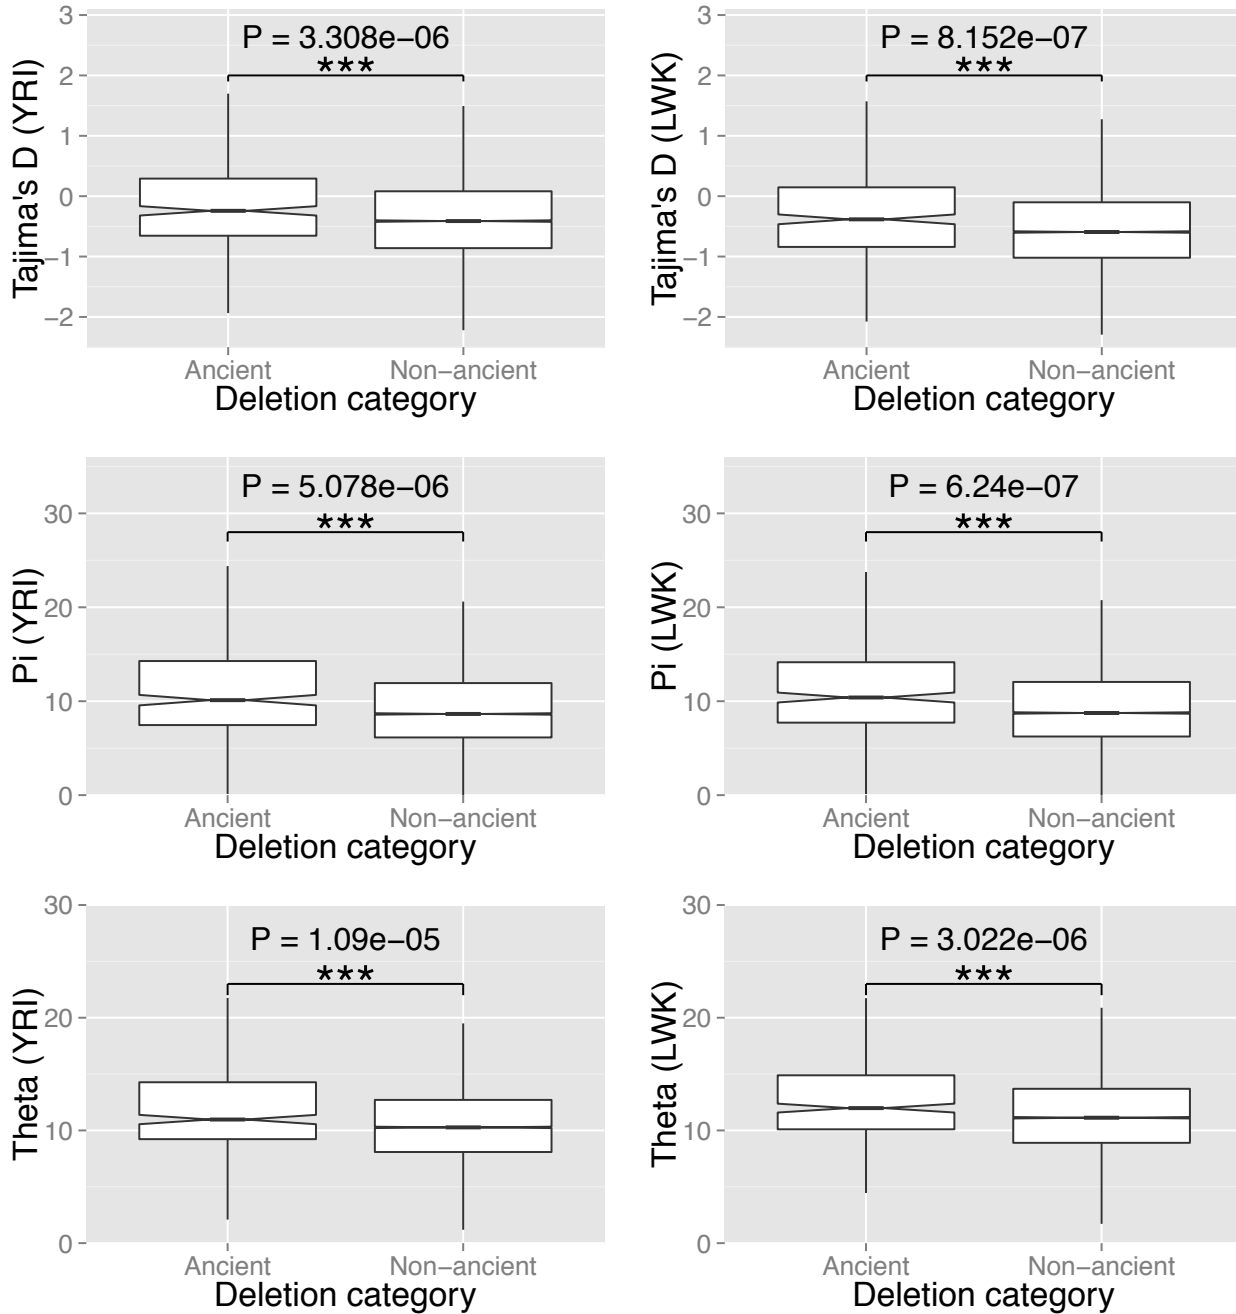 Tajima's D (YRI)
3
2
1
0
−1
−2
P = 3.308e−06
***
Ancient
Non−ancient
Deletion category
Tajima's D (LWK)
3
2
1
0
−1
−2
P = 8.152e−07
***
Ancient
Non−ancient
Deletion category
Pi (YRI)
30
20
10
0
P = 5.078e−06
***
Ancient
Non−ancient
Deletion category
Pi (LWK)
30
20
10
0
P = 6.24e−07
***
Ancient
Non−ancient
Deletion category
Theta (YRI)
30
20
10
0
P = 1.09e−05
***
Ancient
Non−ancient
Deletion category
Theta (LWK)
30
20
10
0
P = 3.022e−06
***
Ancient
Non−ancient
Deletion category